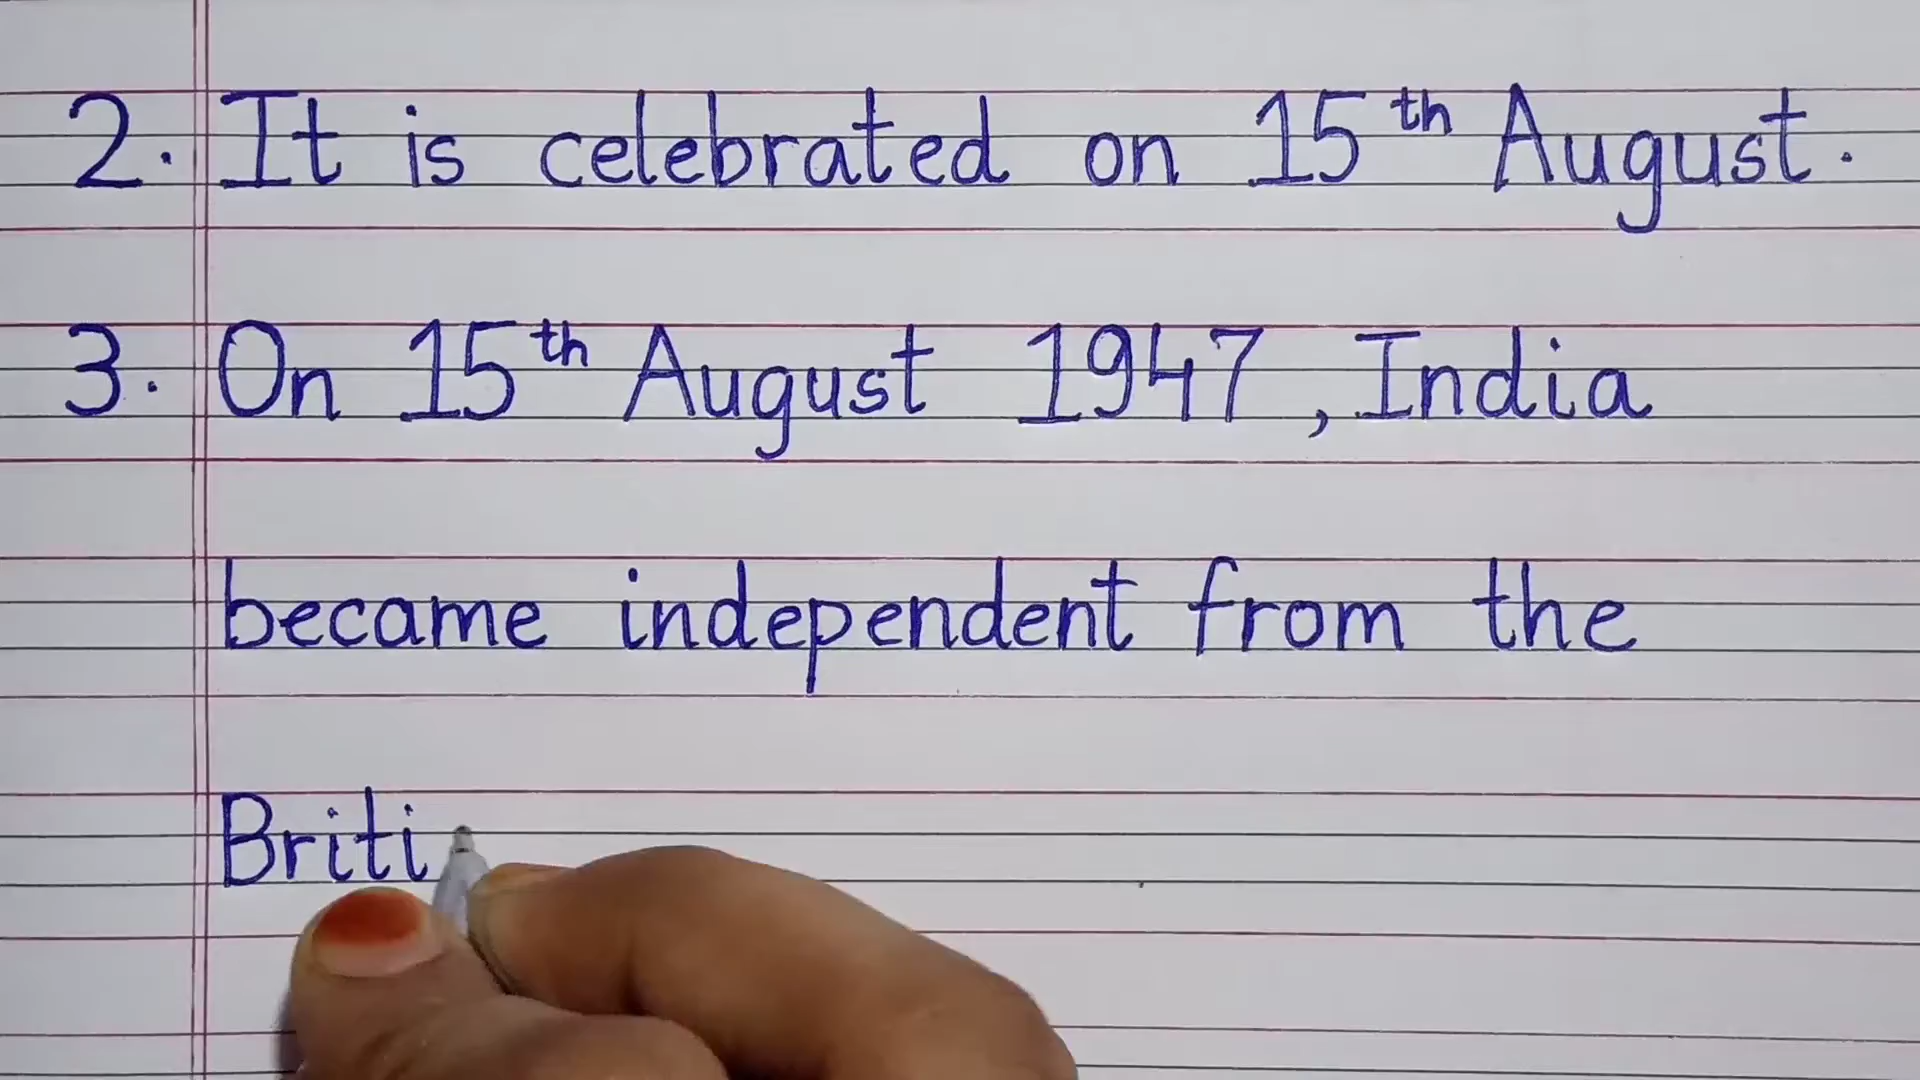 2. It is celebrated on 15th August.
3. On 15th August 1947, India
became independent from the
Briti